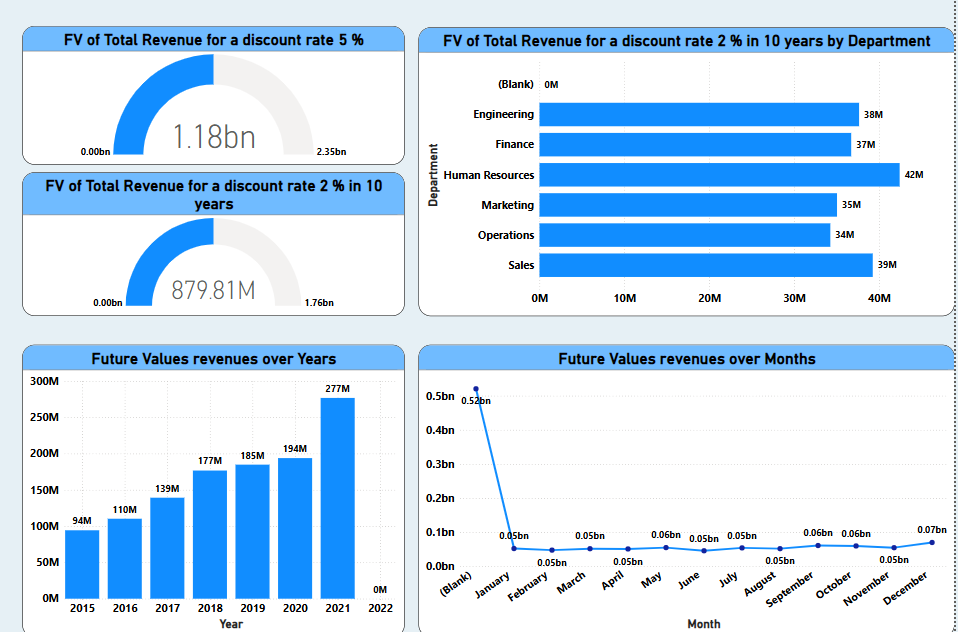 FV of Total Revenue for a discount rate 5 %
1.18bn
0.00bn
2.35bn
FV of Total Revenue for a discount rate 2 % in 10
years
879.81M
0.00bn
1.76bn
FV of Total Revenue for a discount rate 2 % in 10 years by Department
Department
(Blank) 0M
Engineering 38M
Finance 37M
Human Resources 42M
Marketing 35M
Operations 34M
Sales 39M
0M 10M 20M 30M 40M
Future Values revenues over Years
300M
250M
200M
150M
100M
50M
0M
94M 110M 139M 177M 185M 194M 277M 0M
2015 2016 2017 2018 2019 2020 2021 2022
Year
Future Values revenues over Months
0.5bn
0.4bn
0.3bn
0.2bn
0.1bn
0.0bn
0.52bn 0.05bn 0.05bn 0.05bn 0.05bn 0.06bn 0.05bn 0.05bn 0.05bn 0.06bn 0.06bn 0.05bn 0.07bn
(Blank) January February March April May June July August September October November December
Month